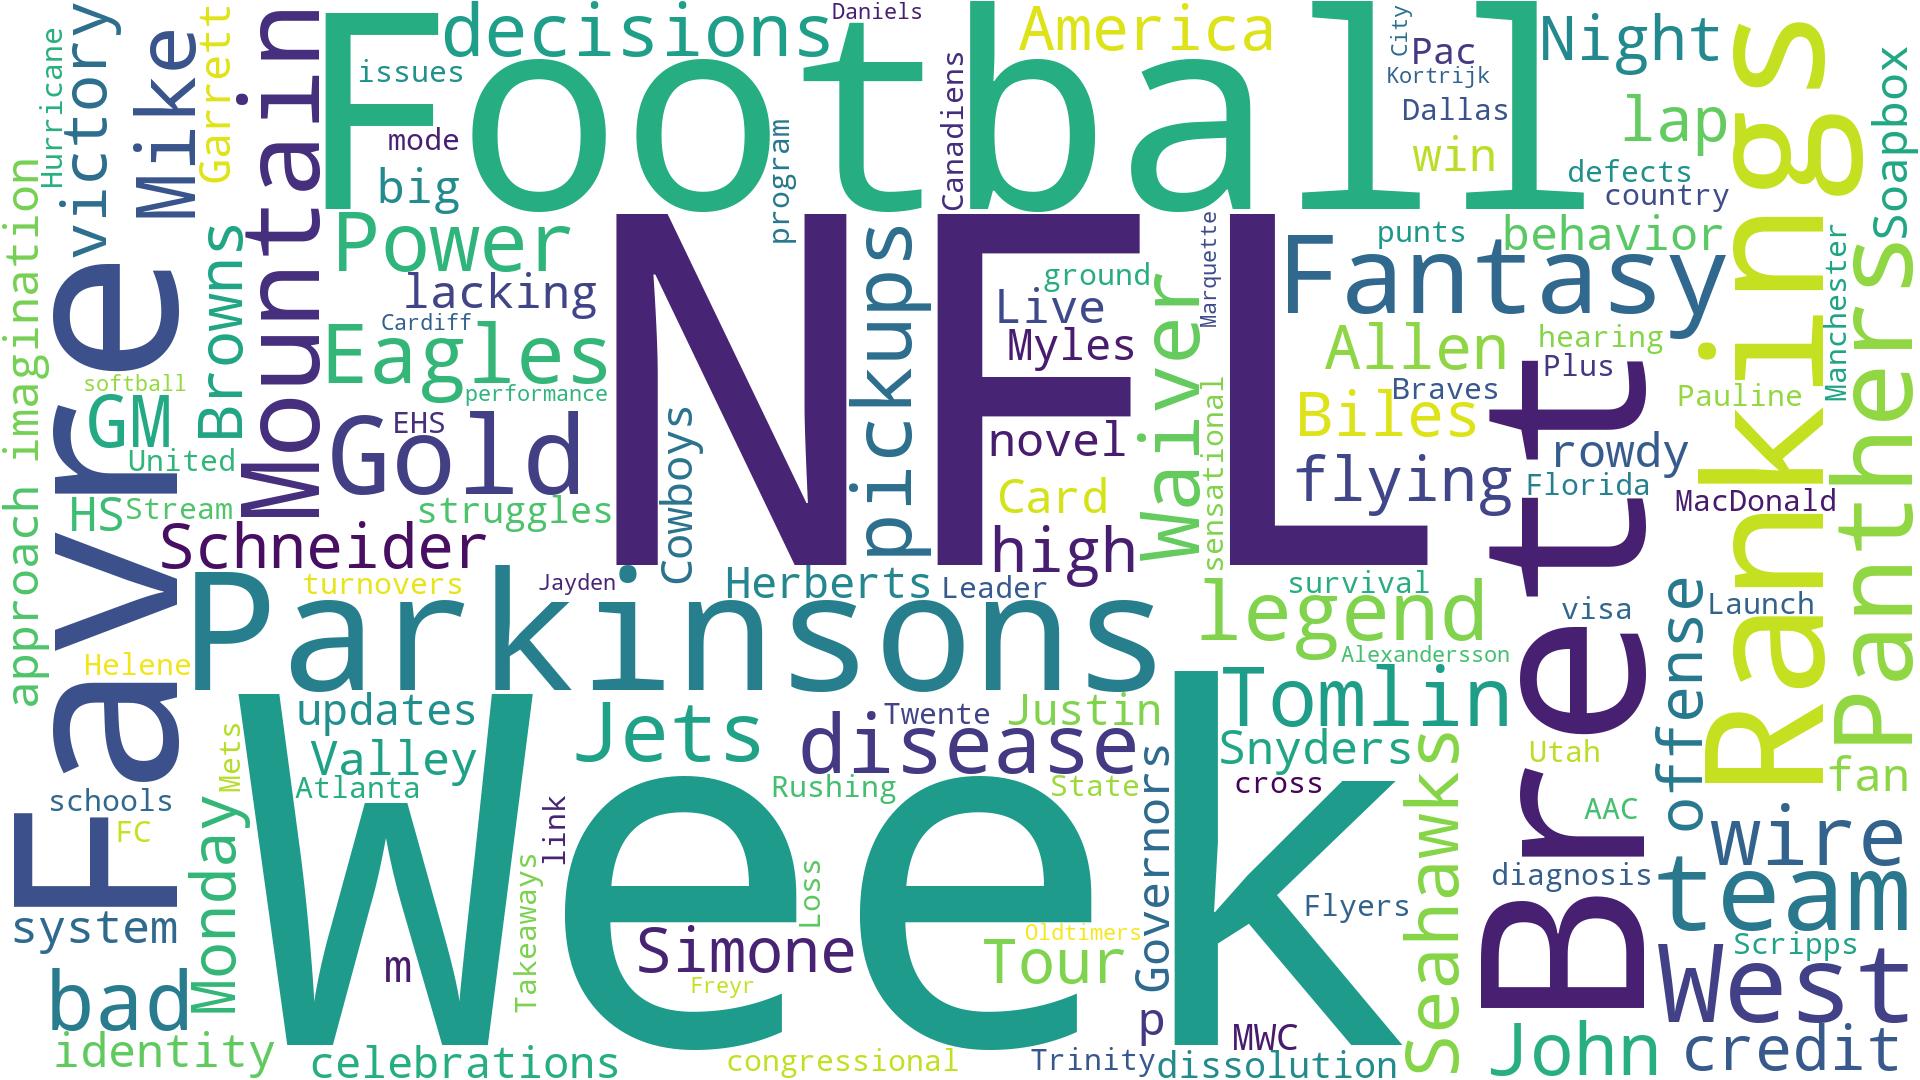 Football
NFL
Week
Parkinsons
Favre
Brett
Rankings
Mountain
Fantasy
Panthers
decisions
Daniels
America
City
Pac
Kortrijk
Dallas
Night
lap
win
defects
country
Soapbox
Hurricane
victory
Mike
Garrett
issues
mode
big
program
Canadiens
Power
lacking
Cardiff
Eagles
performance
Browns
approach
imagination
softball
GM
United
HS
Stream
Schneider
Gold
EHS
struggles
Cowboys
pickups
ground
Live
Myles
novel
Card
high
Waiver
Marquette
sensational
punts
behavior
Allen
hearing
Plus
Braves
Biles
rowdy
flying
Florida
Pauline
Manchester
MacDonald
turnovers
Jayden
Herberts
Leader
survival
legend
Alexandersson
visa
Launch
offense
Helene
updates
Valley
Atlanta
Mets
schools
FC
Monday
system
bad
identity
celebrations
m
link
Takeaways
Jets
disease
Twente
Justin
Rushing
State
Loss
Simone
Freyr
Oldtimers
Tour
congressional
Trinity
Governors
p
Tomlin
Snyders
cross
Seahawks
Flyers
MWC
dissolution
Utah
AAC
diagnosis
fan
wire
team
Scripps
West
John
credit